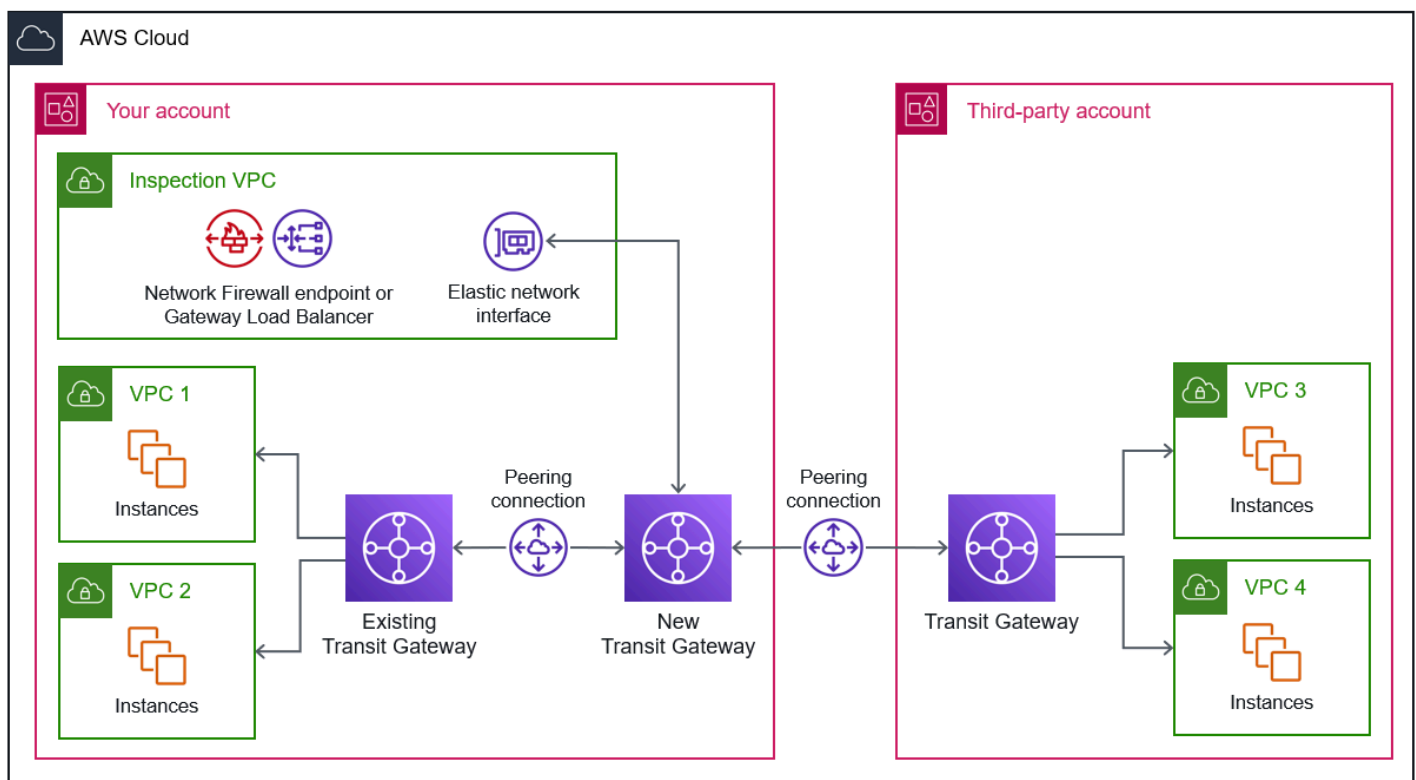 AWS Cloud
Your account
Third-party account
Inspection VPC
Network Firewall endpoint or
Gateway Load Balancer
Elastic network
interface
VPC 1
Instances
VPC 2
Instances
Existing
Transit Gateway
Peering
connection
New
Transit Gateway
Peering
connection
Transit Gateway
VPC 3
Instances
VPC 4
Instances